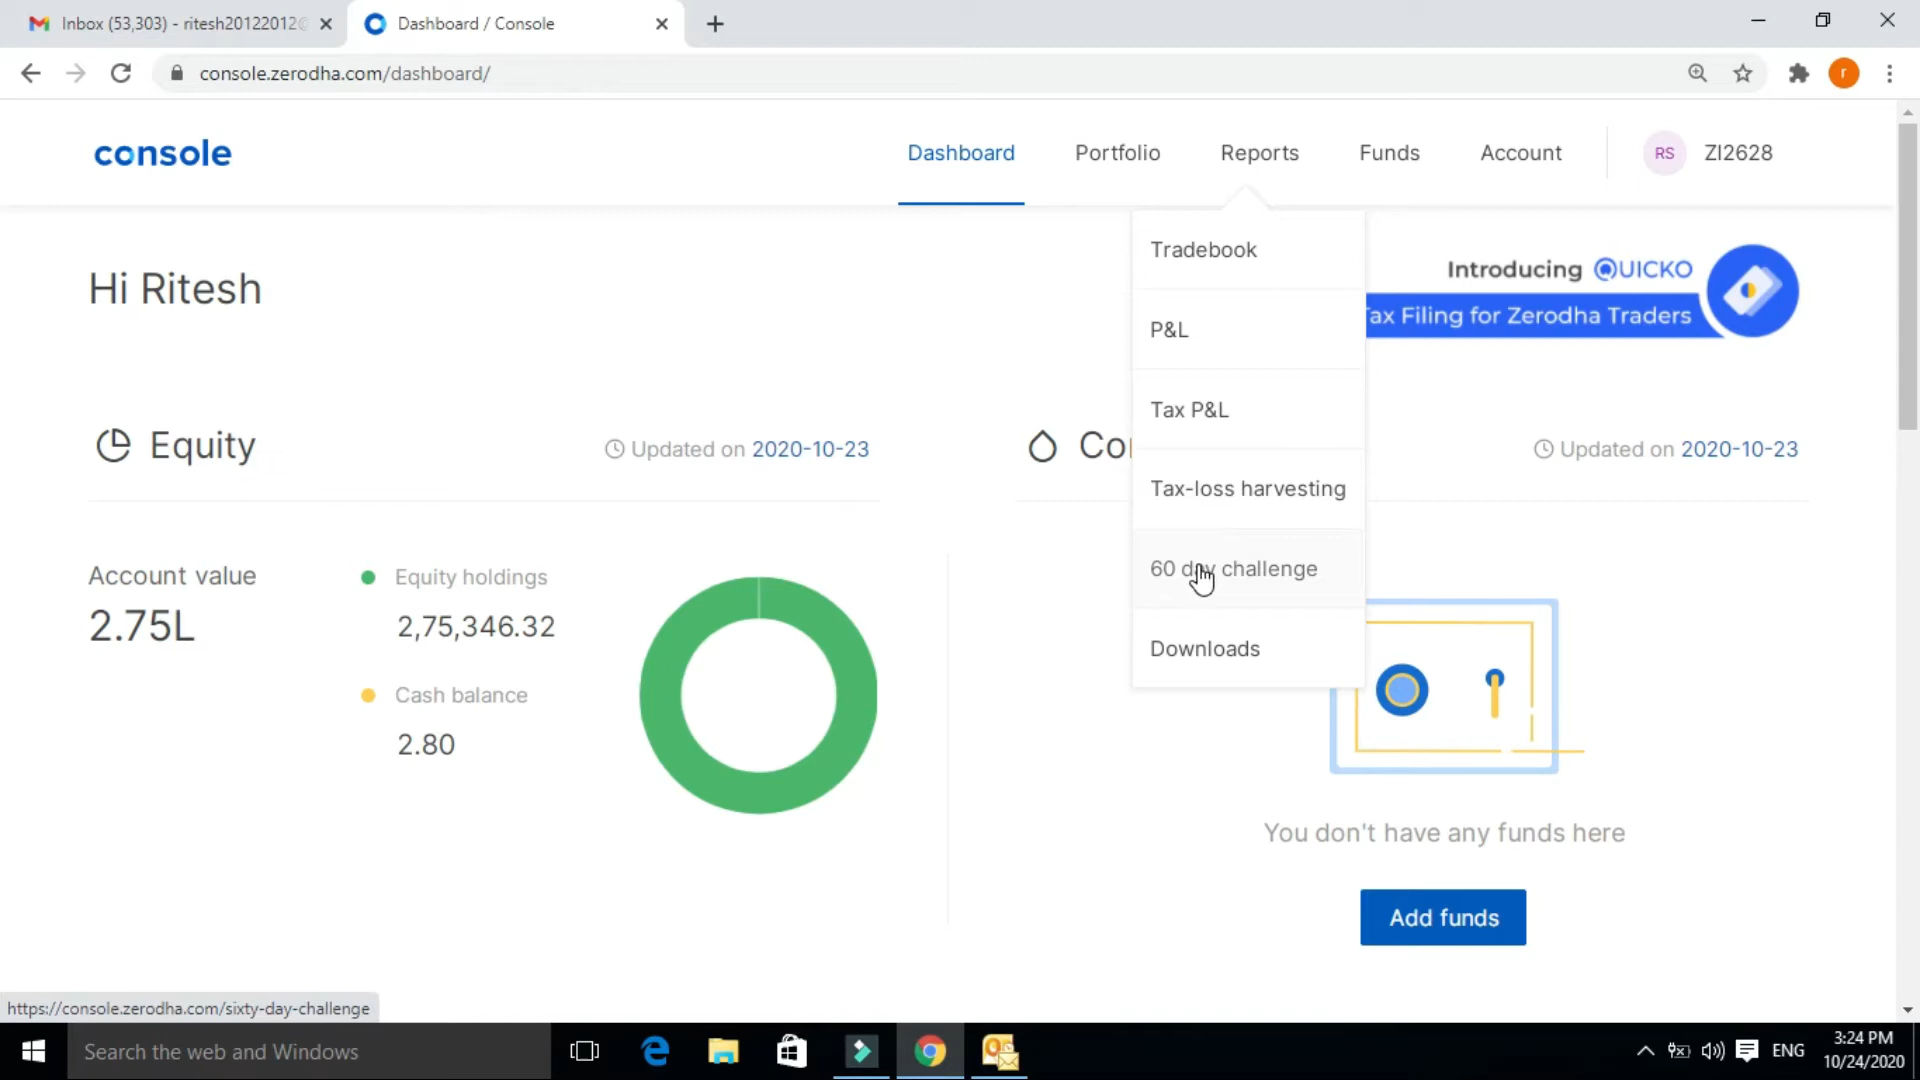 Inbox (53,303) - ritesh20122012@
Dashboard / Console
console.zerodha.com/dashboard/
r
console
Dashboard
Portfolio
Reports
Funds
Account
RS
ZI2628
Tradebook
P&L
Tax P&L
Tax-loss harvesting
60 day challenge
Downloads
Hi Ritesh
Introducing QUICKO
Tax Filing for Zerodha Traders
Equity
Updated on 2020-10-23
Updated on 2020-10-23
Account value
2.75L
Equity holdings
2,75,346.32
Cash balance
2.80
You don't have any funds here
Add funds
https://console.zerodha.com/sixty-day-challenge
Search the web and Windows
ENG
3:24 PM
10/24/2020